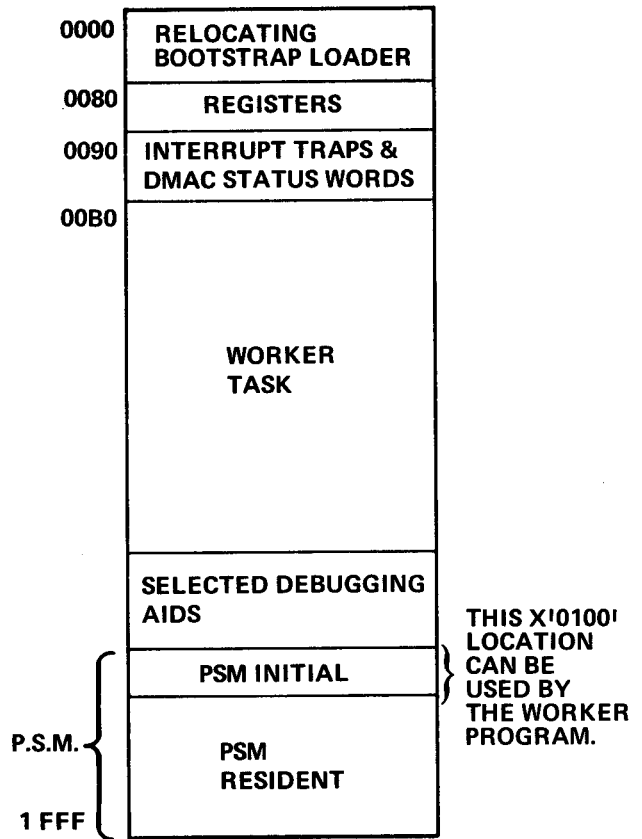 0000
RELOCATING
BOOTSTRAP LOADER
0080
REGISTERS
0090
INTERRUPT TRAPS &
DMAC STATUS WORDS
00B0
WORKER
TASK
SELECTED DEBUGGING
AIDS
PSM INITIAL
THIS X'0100'
LOCATION
CAN BE
USED BY
THE WORKER
PROGRAM.
P.S.M.
PSM
RESIDENT
1 FFF